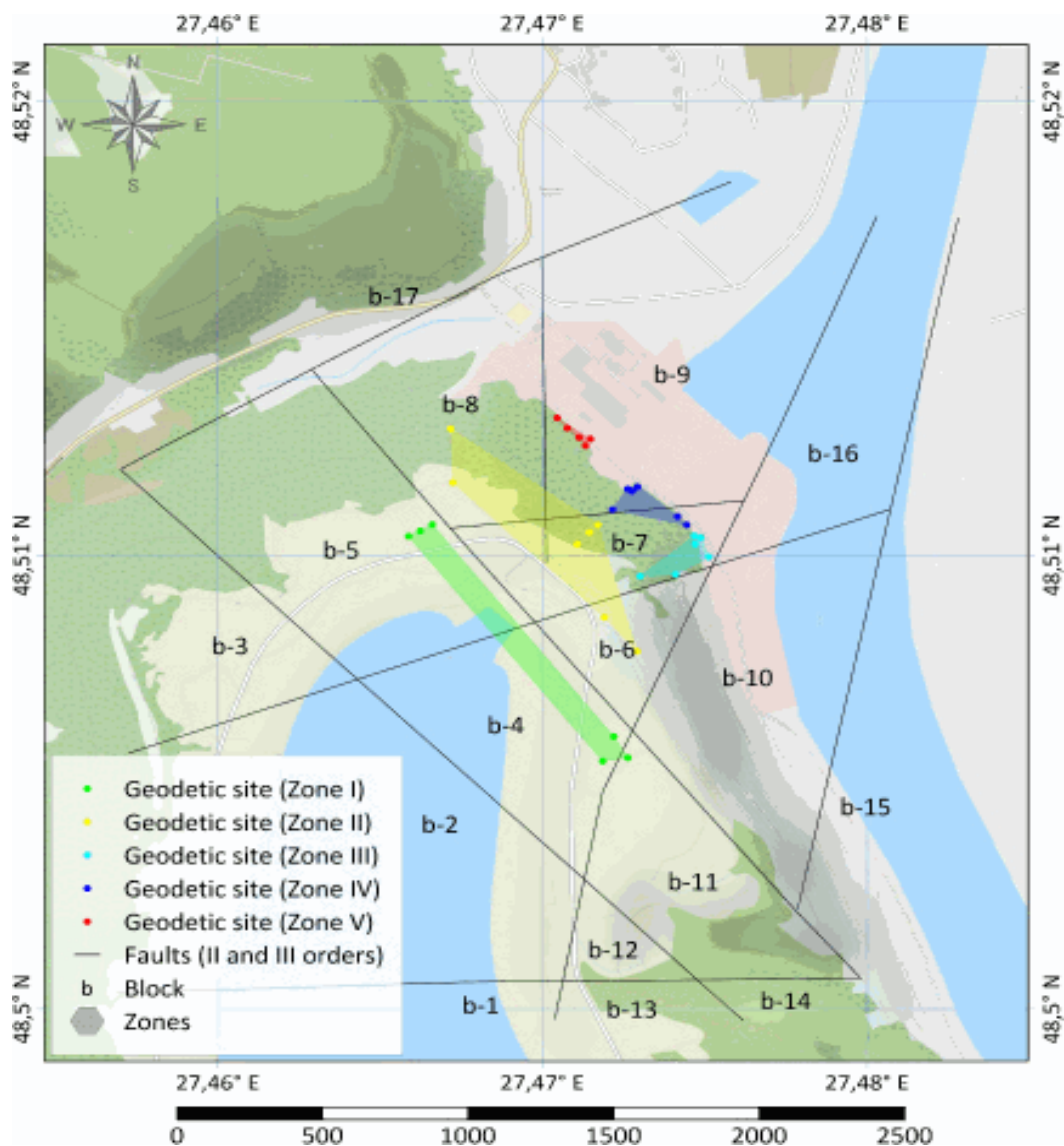 27,46° E 27,47° E 27,48° E
48,52° N
48,52° N
N
W E
S
b-17
b-9
b-8
b-16
b-7
b-5
48,51° N
48,51° N
b-3
b-6
b-10
b-4
Geodetic site (Zone I)
Geodetic site (Zone II)
Geodetic site (Zone III)
Geodetic site (Zone IV)
Geodetic site (Zone V)
Faults (II and III orders)
b Block
Zones
b-2
b-15
b-11
b-12
b-1
b-13
b-14
48,5° N
48,5° N
27,46° E 27,47° E 27,48° E
0 500 1000 1500 2000 2500